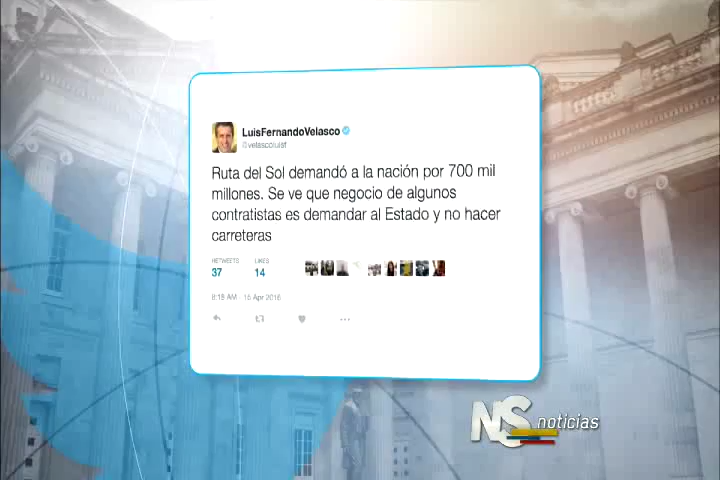 LuisFernandoVelasco
@velascoluisf
Ruta del Sol demandó a la nación por 700 mil
millones. Se ve que negocio de algunos
contratistas es demandar al Estado y no hacer
carreteras
RETWEETS LIKES
37 14
8:18 AM - 15 Apr 2016
NS noticias